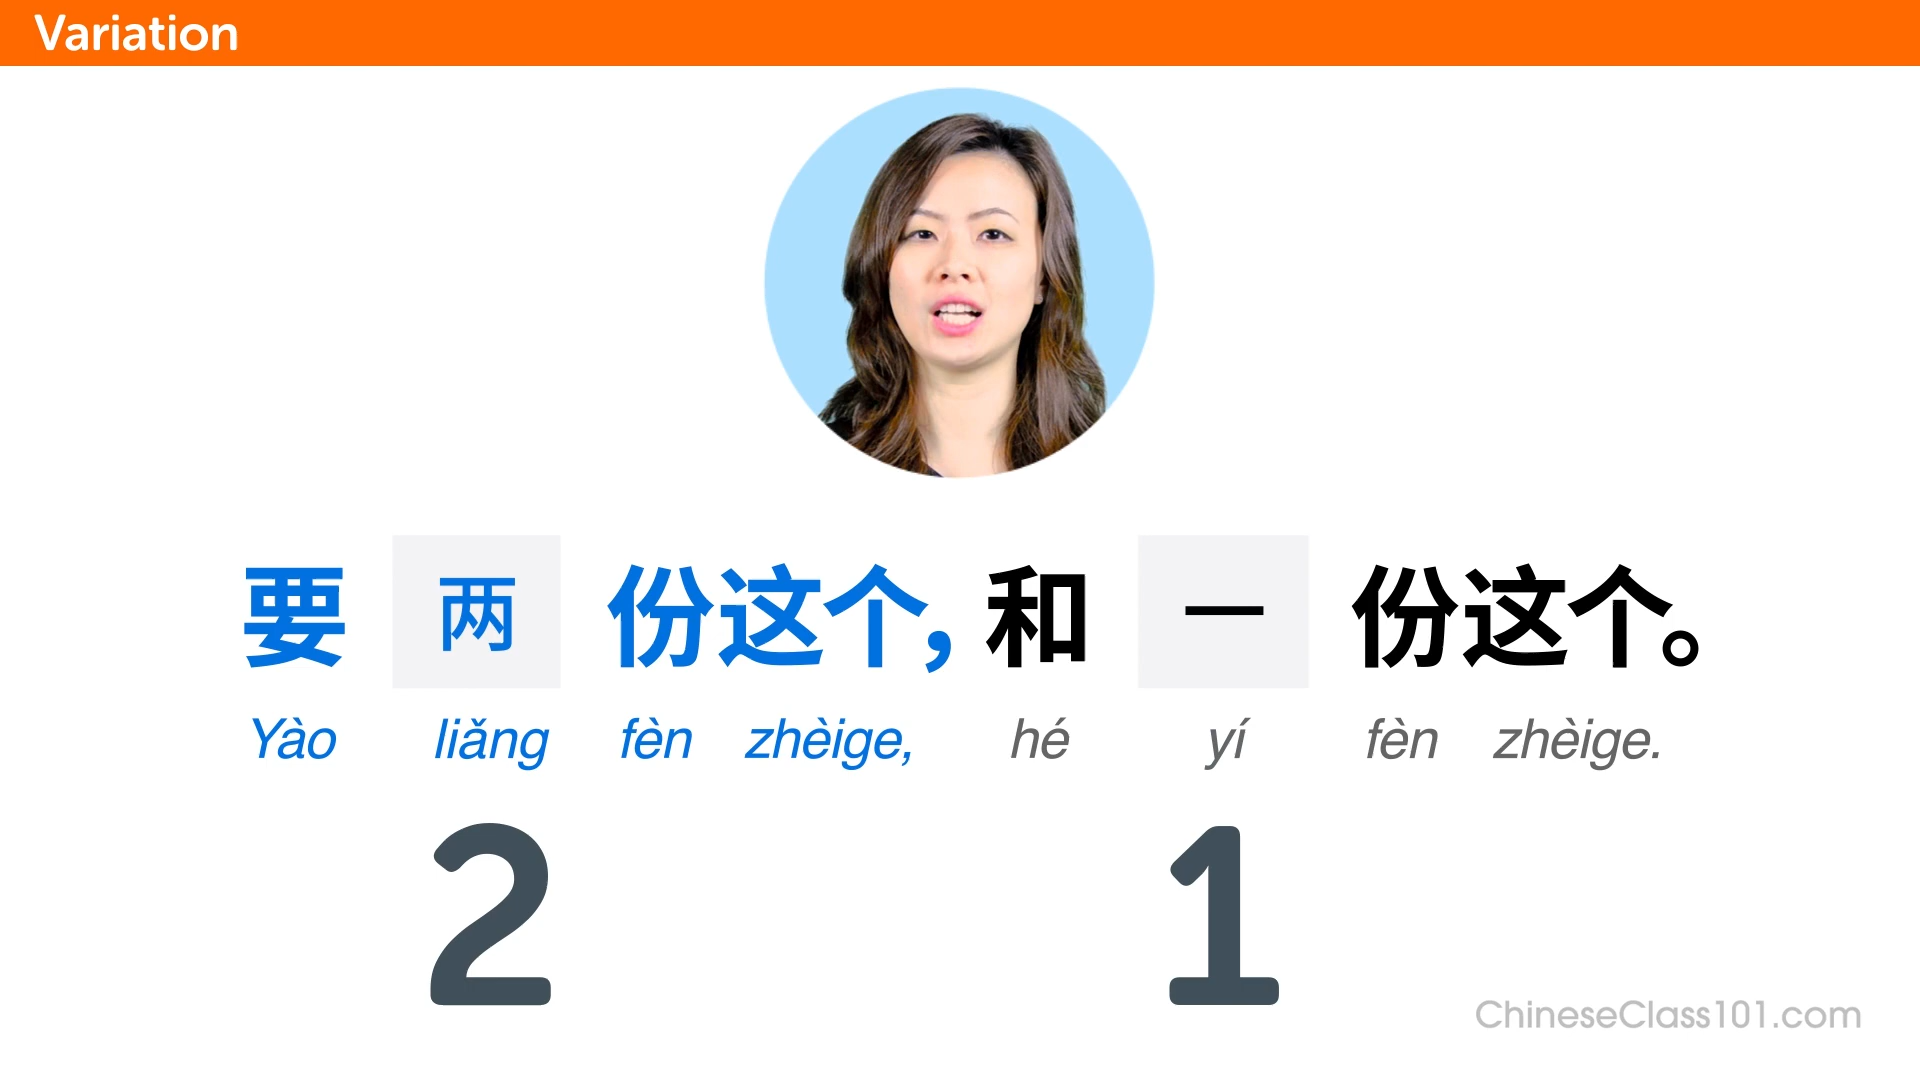 Variation
要 两 份这个，和 一 份这个。
Yào liǎng fèn zhèige, hé yí fèn zhèige.
2 1
ChineseClass101.com